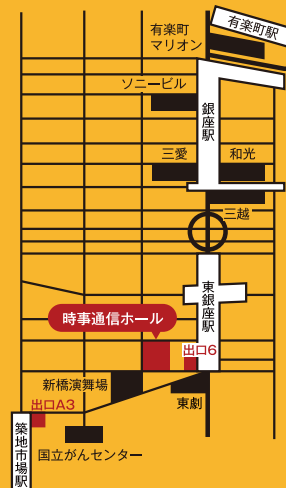 有楽町駅
有楽町
マリオン
ソニービル
銀座駅
三愛
和光
三越
東銀座駅
時事通信ホール
出口6
新橋演舞場
東劇
出口A3
築地市場駅
国立がんセンター